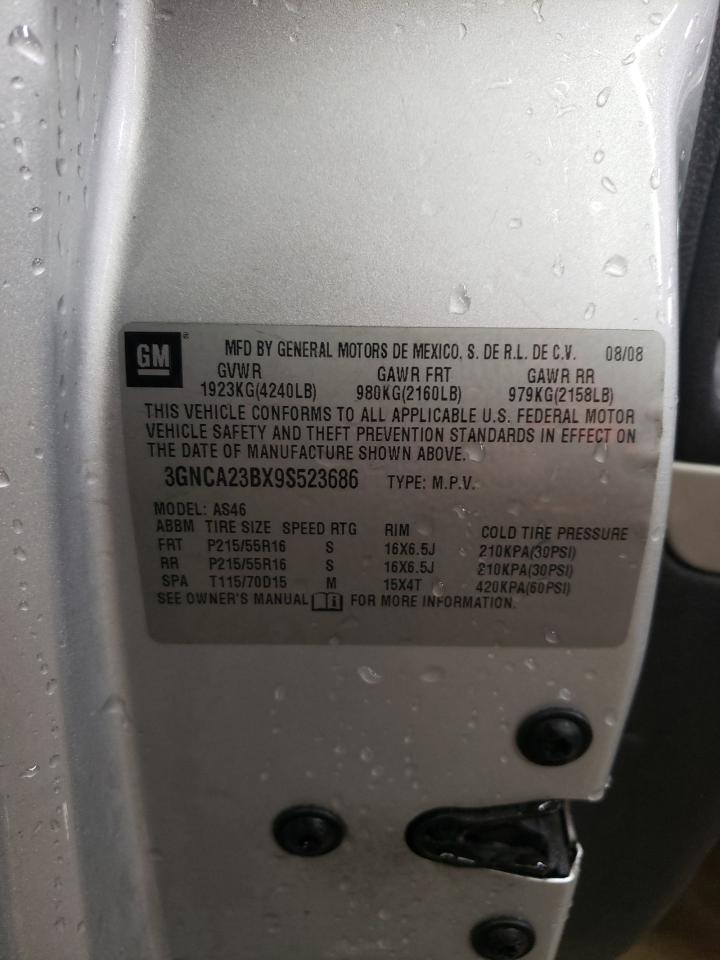 GM ® MFD BY GENERAL MOTORS DE MEXICO, S. DE R.L. DE C.V. 08/08
GVWR GAWR FRT GAWR RR
1923KG(4240LB) 980KG(2160LB) 979KG(2158LB)
THIS VEHICLE CONFORMS TO ALL APPLICABLE U.S. FEDERAL MOTOR
VEHICLE SAFETY AND THEFT PREVENTION STANDARDS IN EFFECT ON
THE DATE OF MANUFACTURE SHOWN ABOVE.
3GNCA23BX9S523686 TYPE: M.P.V.
MODEL: AS46
ABBM TIRE SIZE SPEED RTG RIM COLD TIRE PRESSURE
FRT P215/55R16 S 16X6.5J 210KPA(30PSI)
RR P215/55R16 S 16X6.5J 210KPA(30PSI)
SPA T115/70D15 M 15X4T 420KPA(60PSI)
SEE OWNER'S MANUAL FOR MORE INFORMATION.